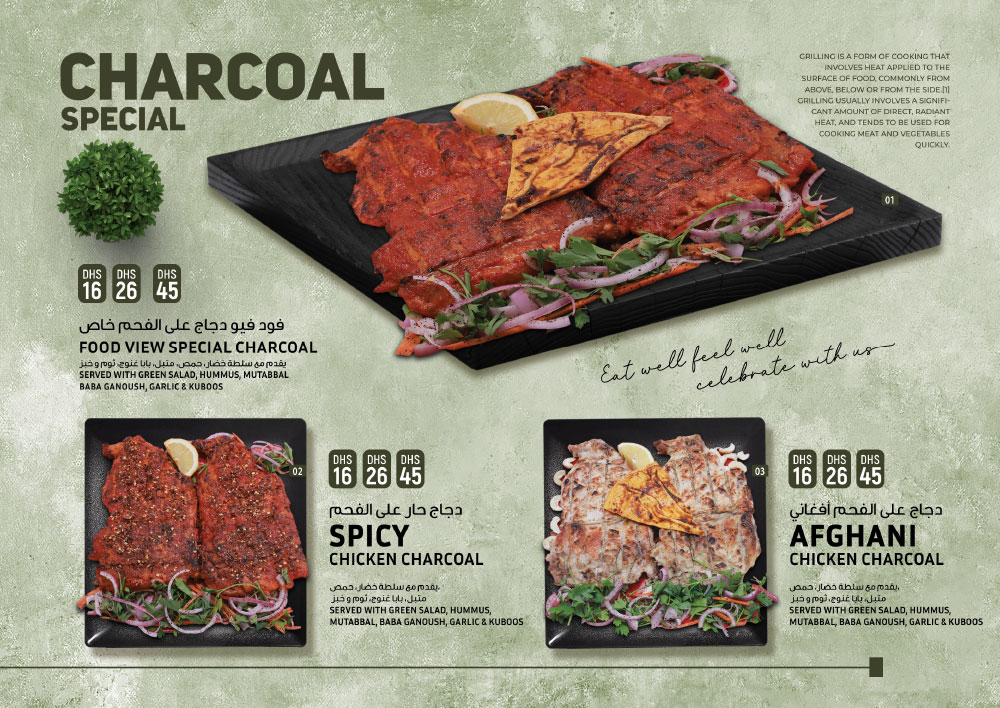 CHARCOAL
SPECIAL
GRILLING IS A FORM OF COOKING THAT
INVOLVES HEAT APPLIED TO THE
SURFACE OF FOOD, COMMONLY FROM
ABOVE, BELOW OR FROM THE SIDE.[1]
GRILLING USUALLY INVOLVES A SIGNIFI-
CANT AMOUNT OF DIRECT, RADIANT
HEAT, AND TENDS TO BE USED FOR
COOKING MEAT AND VEGETABLES
QUICKLY.
01
DHS 16 DHS 26 DHS 45
فود فيو دجاج على الفحم خاص
FOOD VIEW SPECIAL CHARCOAL
يقدم مع سلطة خضار، حمص، متبل، بابا غنوج، ثوم و خبز
SERVED WITH GREEN SALAD, HUMMUS, MUTABBAL
BABA GANOUSH, GARLIC & KUBOOS
Eat well feel well
celebrate with us
02
DHS 16 DHS 26 DHS 45
دجاج حار على الفحم
SPICY
CHICKEN CHARCOAL
يقدم مع سلطة خضار، حمص،
متبل، بابا غنوج، ثوم و خبز
SERVED WITH GREEN SALAD, HUMMUS,
MUTABBAL, BABA GANOUSH, GARLIC & KUBOOS
03
DHS 16 DHS 26 DHS 45
دجاج على الفحم أفغاني
AFGHANI
CHICKEN CHARCOAL
يقدم مع سلطة خضار، حمص،
متبل، بابا غنوج، ثوم و خبز
SERVED WITH GREEN SALAD, HUMMUS,
MUTABBAL, BABA GANOUSH, GARLIC & KUBOOS